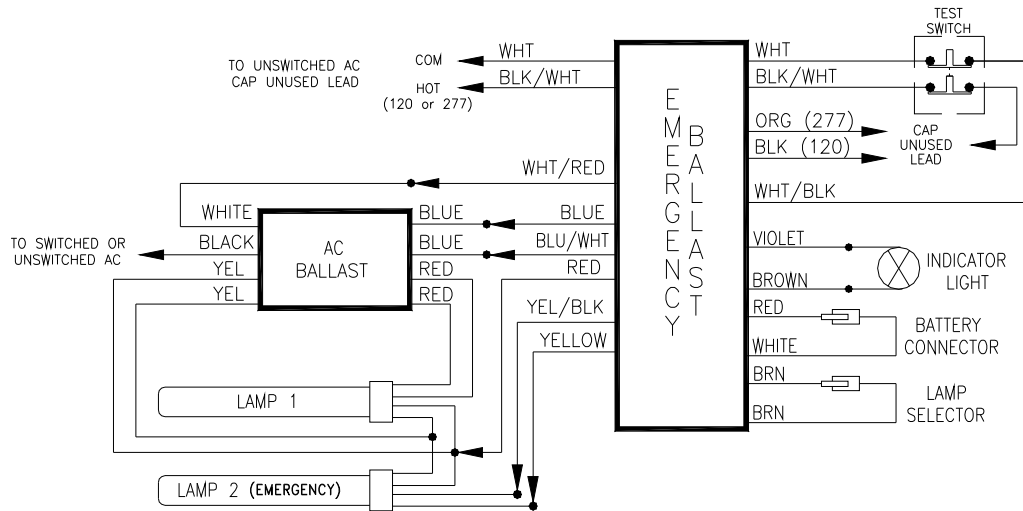 TEST
SWITCH
TO UNSWITCHED AC
CAP UNUSED LEAD
COM
WHT
HOT
(120 or 277)
BLK/WHT
WHT
BLK/WHT
ORG (277)
BLK (120)
CAP
UNUSED
LEAD
EMERGENCY
BALLAST
WHT/RED
WHT/BLK
WHITE
BLUE
BLUE
TO SWITCHED OR
UNSWITCHED AC
BLACK
AC
BALLAST
BLUE
BLU/WHT
VIOLET
INDICATOR
LIGHT
YEL
RED
RED
BROWN
YEL
RED
YEL/BLK
RED
BATTERY
CONNECTOR
YELLOW
WHITE
BRN
LAMP
SELECTOR
BRN
LAMP 1
LAMP 2 (EMERGENCY)